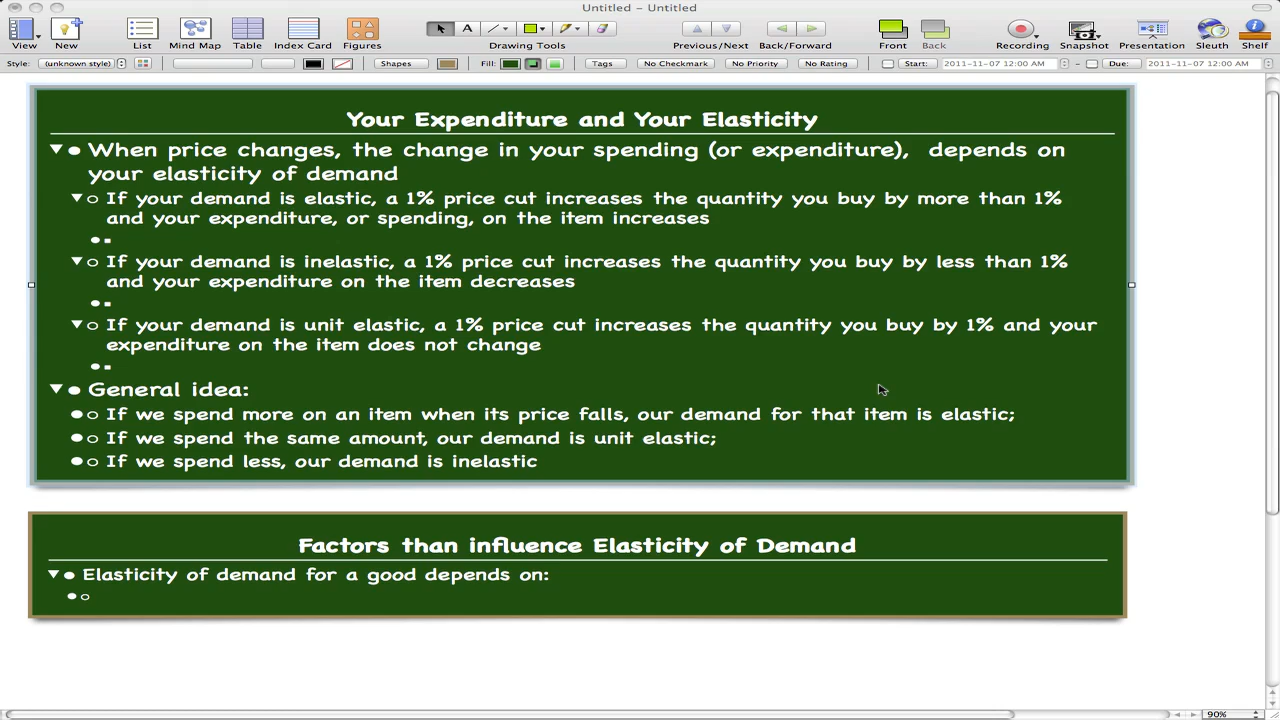 Untitled – Untitled
View New List Mind Map Table Index Card Figures Drawing Tools Previous/Next Back/Forward Front Back Recording Snapshot Presentation Sleuth Shelf
Style: (unknown style) Shapes Fill: Tags No Checkmark No Priority No Rating Start: 2011-11-07 12:00 AM Due: 2011-11-07 12:00 AM
Your Expenditure and Your Elasticity
When price changes, the change in your spending (or expenditure), depends on
your elasticity of demand
If your demand is elastic, a 1% price cut increases the quantity you buy by more than 1%
and your expenditure, or spending, on the item increases
If your demand is inelastic, a 1% price cut increases the quantity you buy by less than 1%
and your expenditure on the item decreases
If your demand is unit elastic, a 1% price cut increases the quantity you buy by 1% and your
expenditure on the item does not change
General idea:
If we spend more on an item when its price falls, our demand for that item is elastic;
If we spend the same amount, our demand is unit elastic;
If we spend less, our demand is inelastic
Factors than influence Elasticity of Demand
Elasticity of demand for a good depends on:
90%